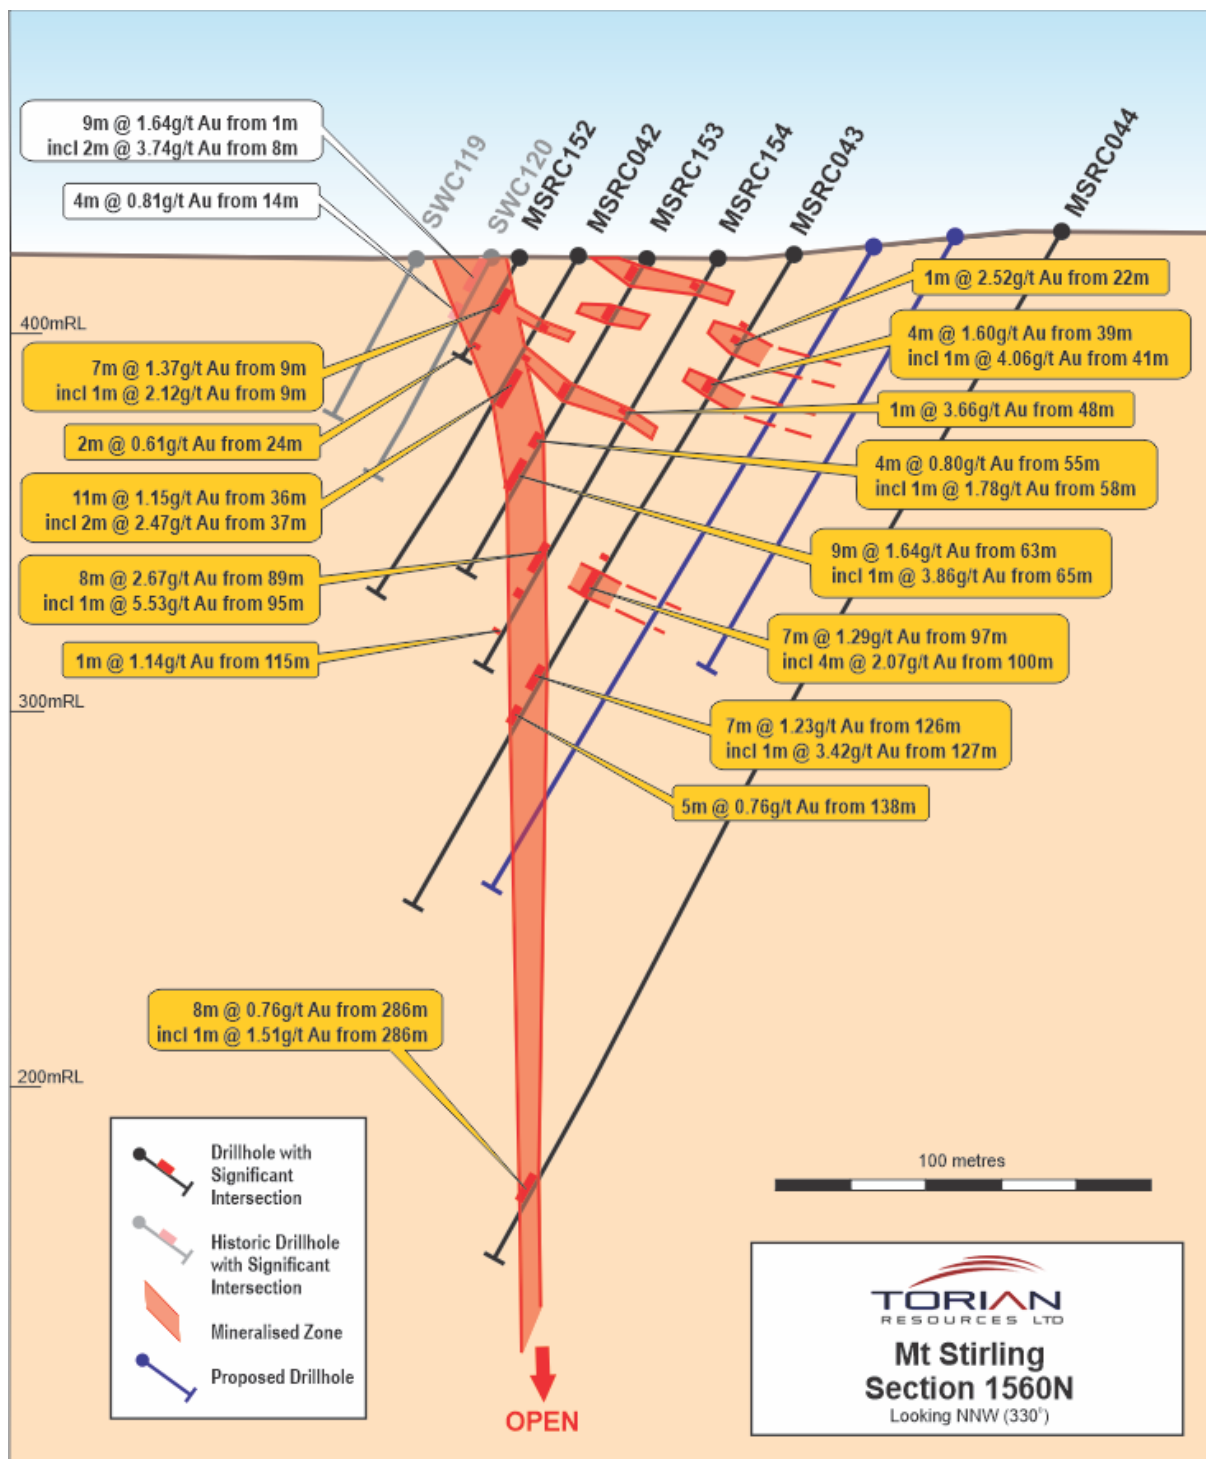 9m @ 1.64g/t Au from 1m
incl 2m @ 3.74g/t Au from 8m
4m @ 0.81g/t Au from 14m
SWC119
SWC120
MSRC152
MSRC042
MSRC153
MSRC154
MSRC043
MSRC044
400mRL
7m @ 1.37g/t Au from 9m
incl 1m @ 2.12g/t Au from 9m
2m @ 0.61g/t Au from 24m
11m @ 1.15g/t Au from 36m
incl 2m @ 2.47g/t Au from 37m
8m @ 2.67g/t Au from 89m
incl 1m @ 5.53g/t Au from 95m
1m @ 1.14g/t Au from 115m
1m @ 2.52g/t Au from 22m
4m @ 1.60g/t Au from 39m
incl 1m @ 4.06g/t Au from 41m
1m @ 3.66g/t Au from 48m
4m @ 0.80g/t Au from 55m
incl 1m @ 1.78g/t Au from 58m
9m @ 1.64g/t Au from 63m
incl 1m @ 3.86g/t Au from 65m
7m @ 1.29g/t Au from 97m
incl 4m @ 2.07g/t Au from 100m
300mRL
7m @ 1.23g/t Au from 126m
incl 1m @ 3.42g/t Au from 127m
5m @ 0.76g/t Au from 138m
8m @ 0.76g/t Au from 286m
incl 1m @ 1.51g/t Au from 286m
200mRL
Drillhole with
Significant
Intersection
Historic Drillhole
with Significant
Intersection
Mineralised Zone
Proposed Drillhole
OPEN
100 metres
TORIAN
RESOURCES LTD
Mt Stirling
Section 1560N
Looking NNW (330°)